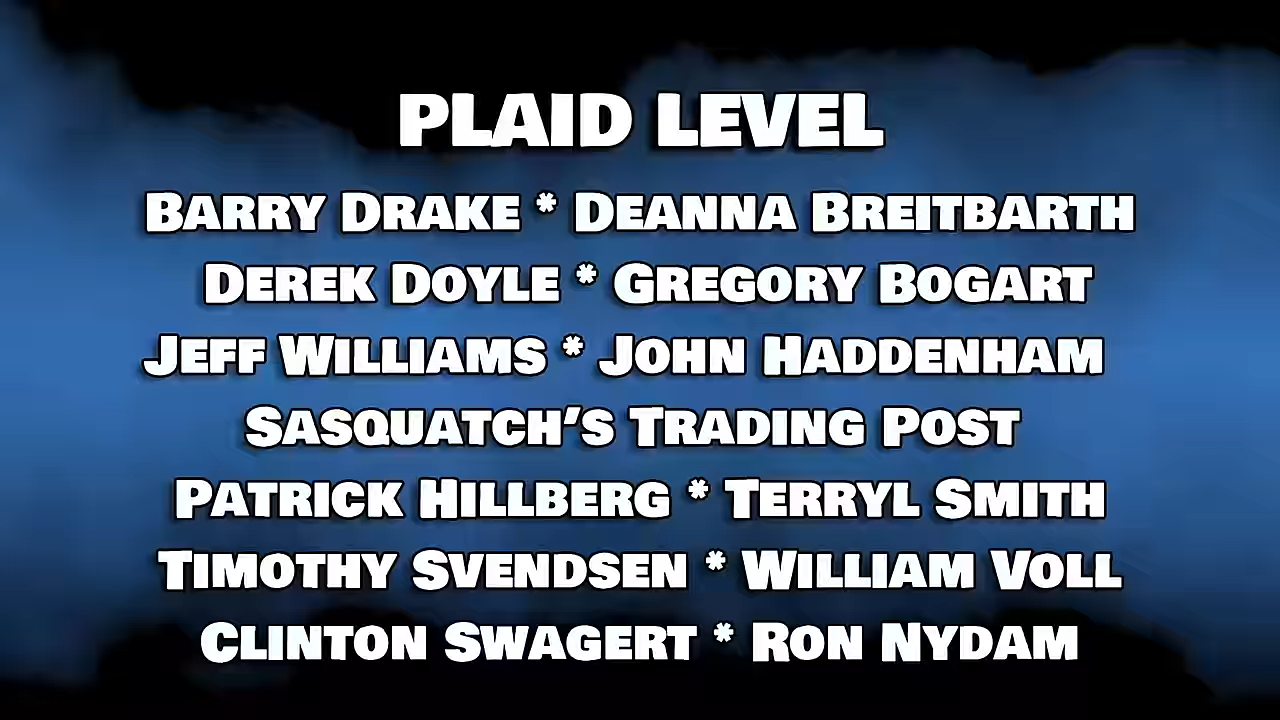 PLAID LEVEL
BARRY DRAKE * DEANNA BREITBARTH
DEREK DOYLE * GREGORY BOGART
JEFF WILLIAMS * JOHN HADDENHAM
SASQUATCH'S TRADING POST
PATRICK HILLBERG * TERRYL SMITH
TIMOTHY SVENDSEN * WILLIAM VOLL
CLINTON SWAGERT * RON NYDAM